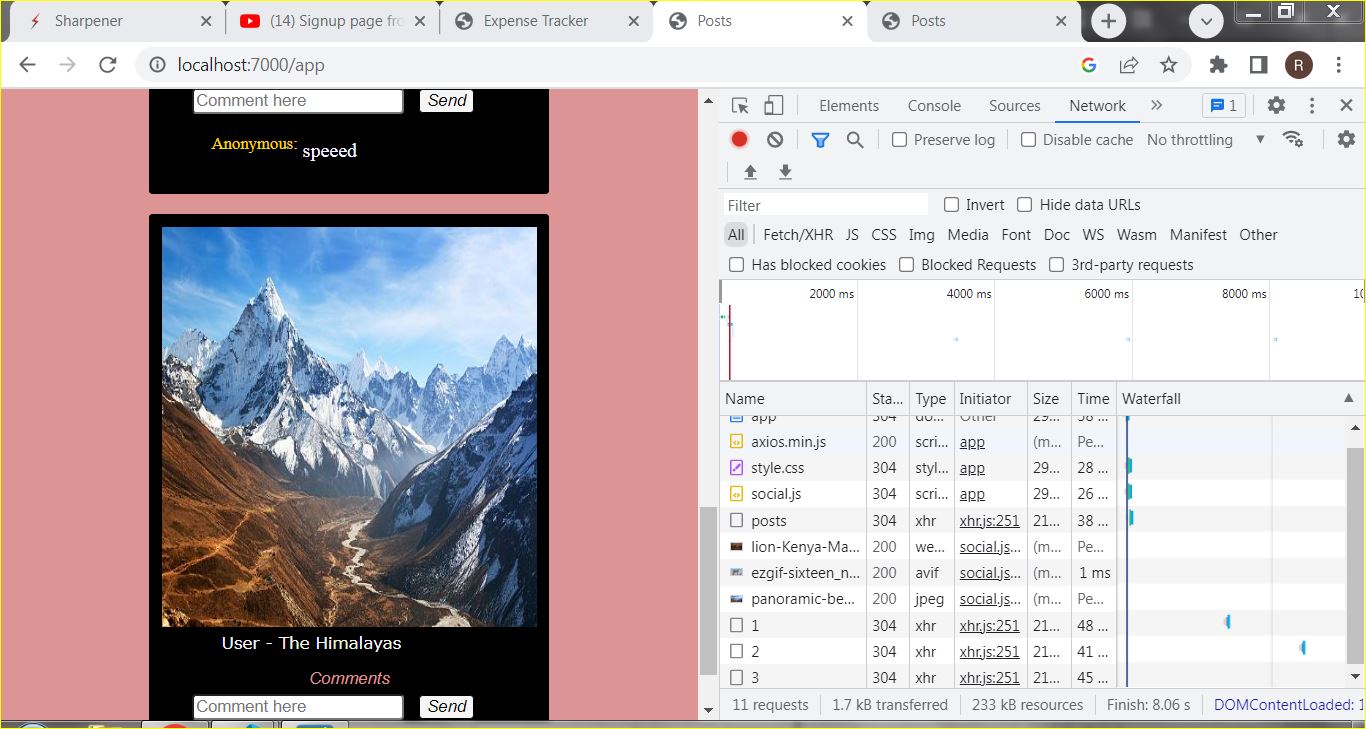 Sharpener
(14) Signup page fro
Expense Tracker
Posts
Posts
localhost:7000/app
R
Comment here
Send
Anonymous: speeed
User - The Himalayas
Comments
Comment here
Send
Elements Console Sources Network 1
Preserve log Disable cache No throttling
Filter
Invert Hide data URLs
All Fetch/XHR JS CSS Img Media Font Doc WS Wasm Manifest Other
Has blocked cookies Blocked Requests 3rd-party requests
2000 ms 4000 ms 6000 ms 8000 ms 10
Name Sta... Type Initiator Size Time Waterfall
app 304 do... Other 29... 38 ...
axios.min.js 200 scri... app (m... Pe...
style.css 304 styl... app 29... 28 ...
social.js 304 scri... app 29... 26 ...
posts 304 xhr xhr.js:251 21... 38 ...
lion-Kenya-Ma... 200 we... social.js... (m... Pe...
ezgif-sixteen_n... 200 avif social.js... (m... 1 ms
panoramic-be... 200 jpeg social.js... (m... Pe...
1 304 xhr xhr.js:251 21... 48 ...
2 304 xhr xhr.js:251 21... 41 ...
3 304 xhr xhr.js:251 21... 45 ...
11 requests 1.7 kB transferred 233 kB resources Finish: 8.06 s DOMContentLoaded: 1